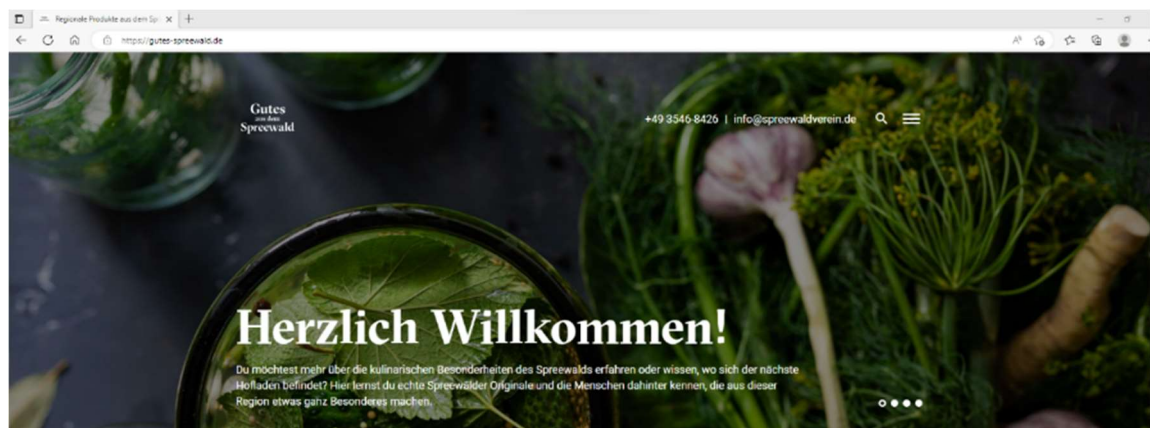 Regionale Produkte aus dem Sp
https://gutes-spreewald.de
Gutes
aus dem
Spreewald
+49 3546-8426 | info@spreewaldverein.de
Herzlich Willkommen!
Du möchtest mehr über die kulinarischen Besonderheiten des Spreewalds erfahren oder wissen, wo sich der nächste
Hofladen befindet? Hier lernst du echte Spreewälder Originale und die Menschen dahinter kennen, die aus dieser
Region etwas ganz Besonderes machen.